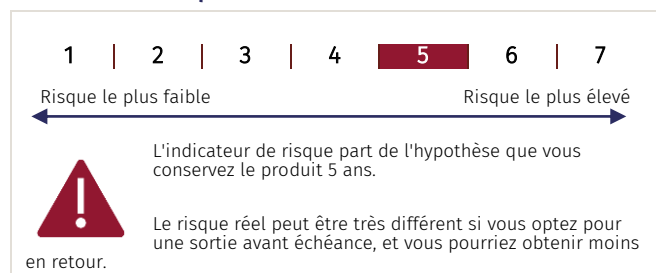 1 | 2 | 3 | 4 5 6 | 7
Risque le plus faible Risque le plus élevé
L'indicateur de risque part de l'hypothèse que vous
conservez le produit 5 ans.
Le risque réel peut être très différent si vous optez pour
une sortie avant échéance, et vous pourriez obtenir moins
en retour.